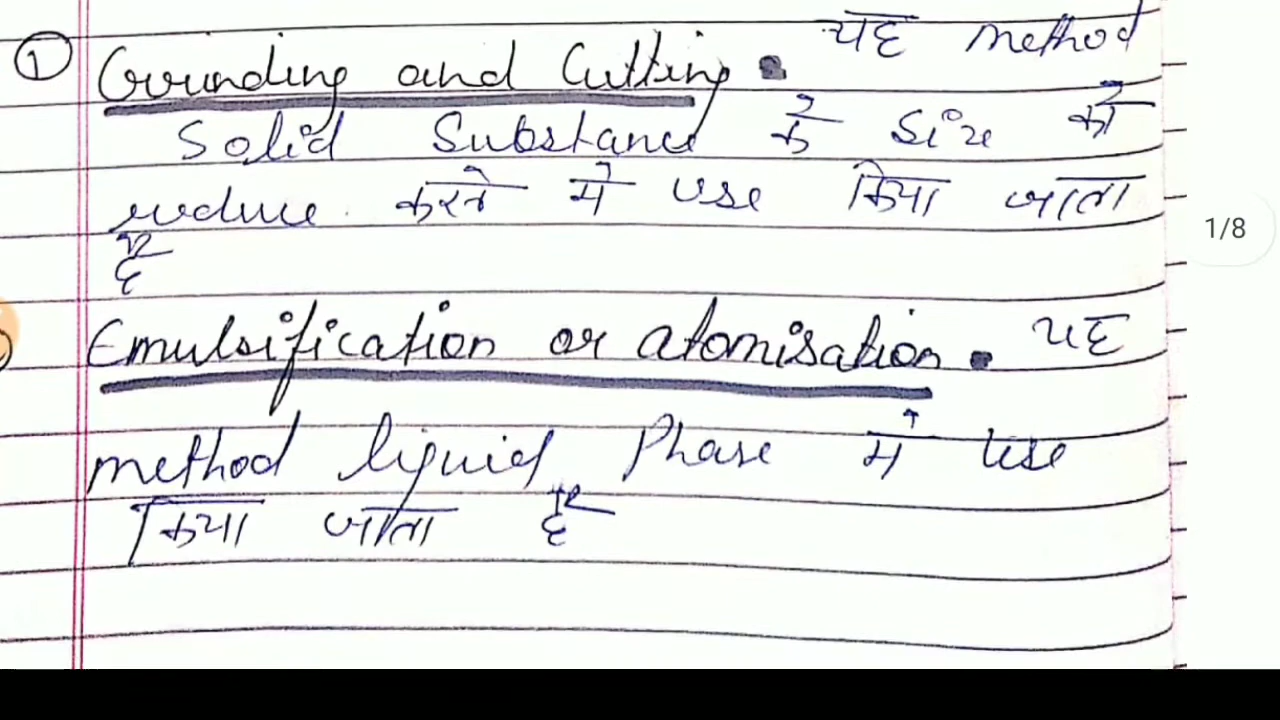 ① Grinding and Cutting. यह method
Solid Substance के Size को
reduce करने मे use किया जाता
है
1/8
Emulsification or atomisation. यह
method liquid Phase में use
किया जाता है